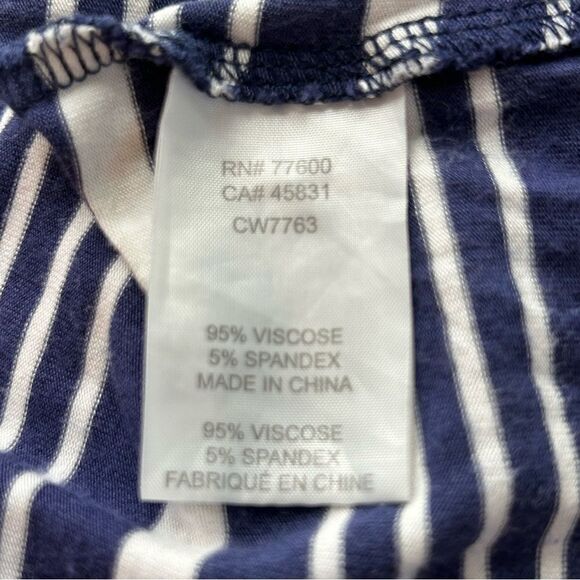 RN# 77600
CA# 45831
CW7763
95% VISCOSE
5% SPANDEX
MADE IN CHINA
95% VISCOSE
5% SPANDEX
FABRIQUÉ EN CHINE